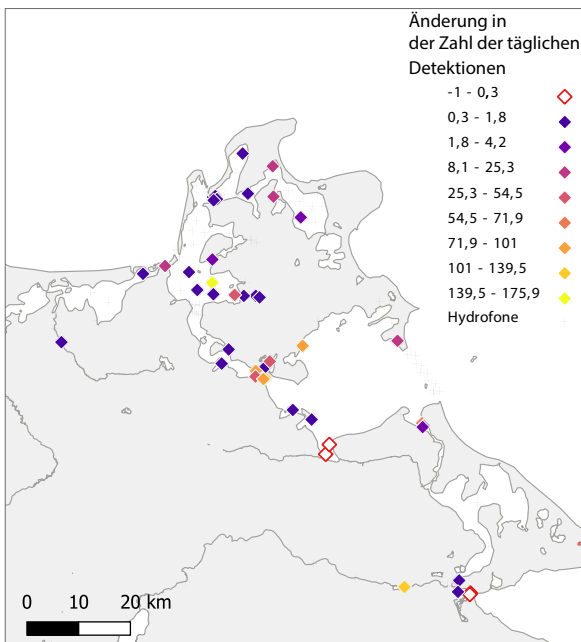 Änderung in
der Zahl der täglichen
Detektionen
-1 - 0,3
0,3 - 1,8
1,8 - 4,2
8,1 - 25,3
25,3 - 54,5
54,5 - 71,9
71,9 - 101
101 - 139,5
139,5 - 175,9
Hydrofone
0 10 20 km